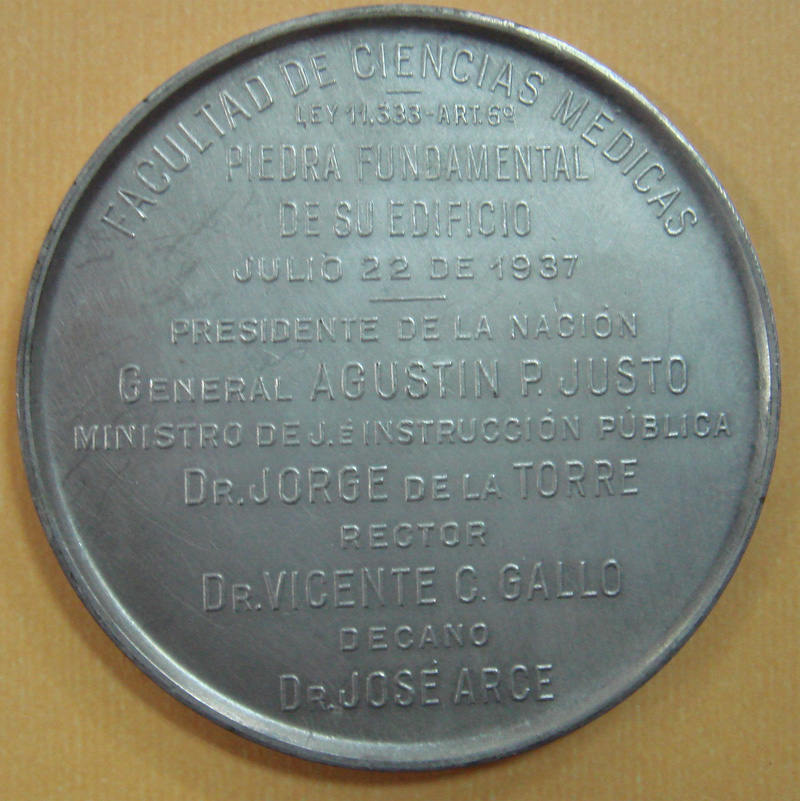 FACULTAD DE CIENCIAS MEDICAS
LEY 11.333-ART. 6º
PIEDRA FUNDAMENTAL
DE SU EDIFICIO
JULIO 22 DE 1937
PRESIDENTE DE LA NACIÓN
GENERAL AGUSTIN P. JUSTO
MINISTRO DE J. é INSTRUCCIÓN PÚBLICA
DR. JORGE DE LA TORRE
RECTOR
DR. VICENTE C. GALLO
DECANO
DR. JOSÉ ARCE